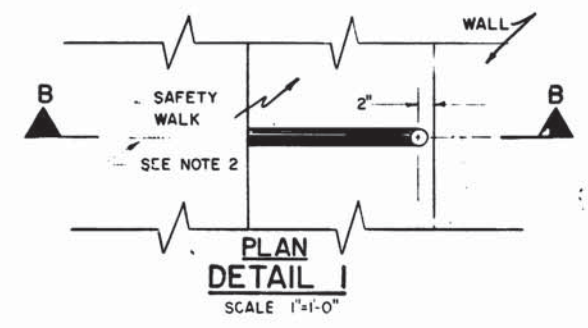 WALL
B
SAFETY
WALK
2"
B
SEE NOTE 2
PLAN
DETAIL 1
SCALE 1"=1'-0"